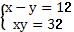 x − y = 12
xy = 32